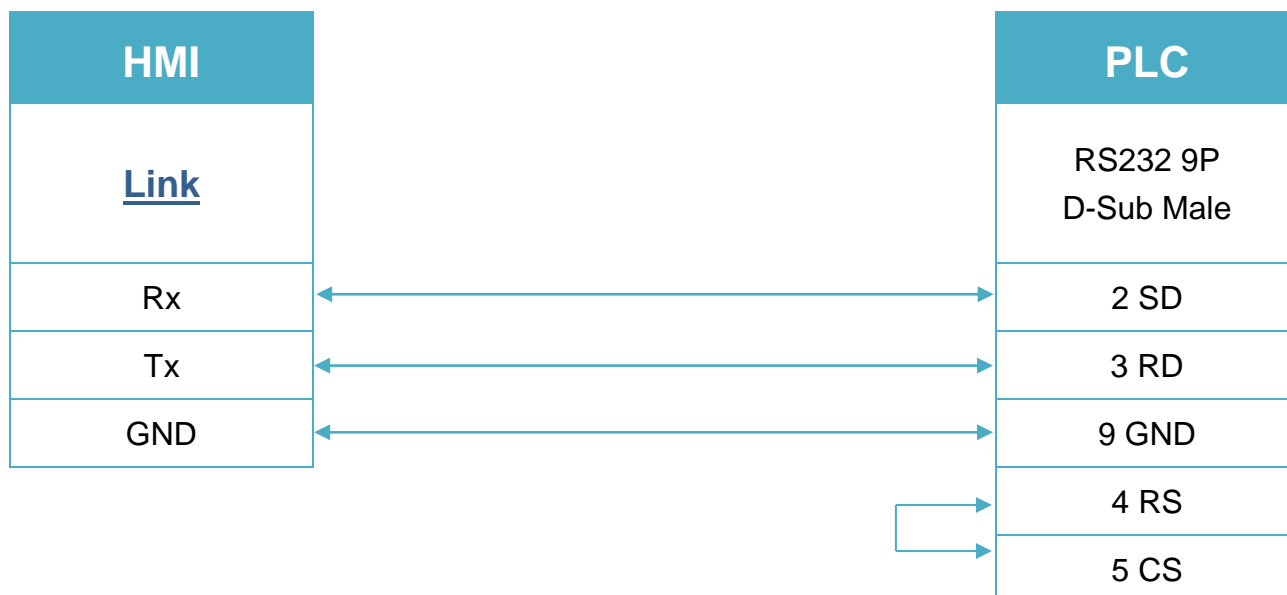 HMI
PLC
Link
RS232 9P
D-Sub Male
Rx
2 SD
Tx
3 RD
GND
9 GND
4 RS
5 CS